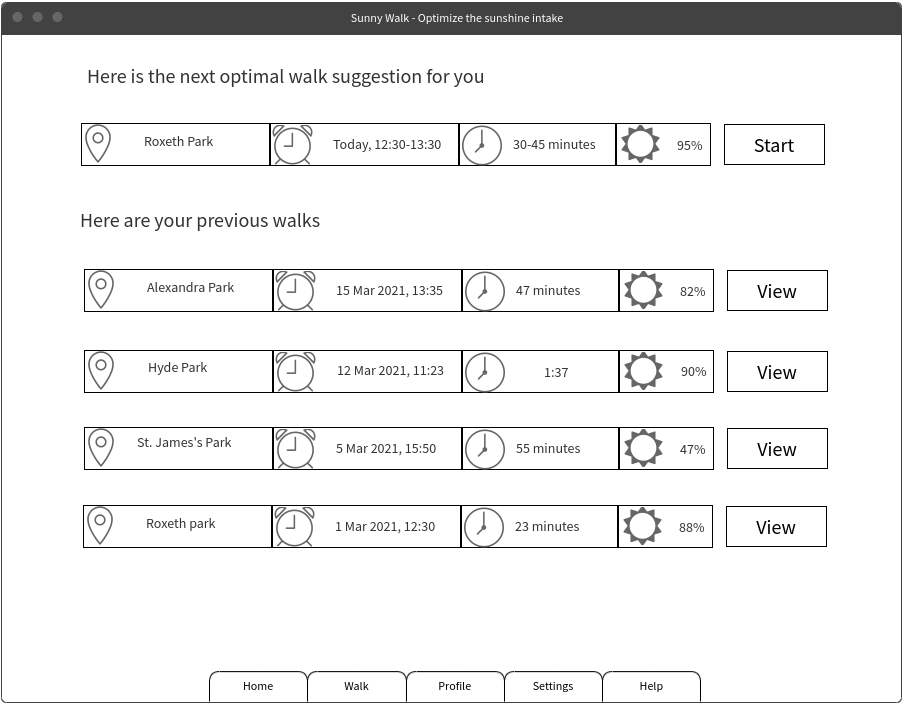 Sunny Walk - Optimize the sunshine intake
Here is the next optimal walk suggestion for you
Roxeth Park Today, 12:30-13:30 30-45 minutes 95% Start
Here are your previous walks
Alexandra Park 15 Mar 2021, 13:35 47 minutes 82% View
Hyde Park 12 Mar 2021, 11:23 1:37 90% View
St. James's Park 5 Mar 2021, 15:50 55 minutes 47% View
Roxeth park 1 Mar 2021, 12:30 23 minutes 88% View
Home Walk Profile Settings Help